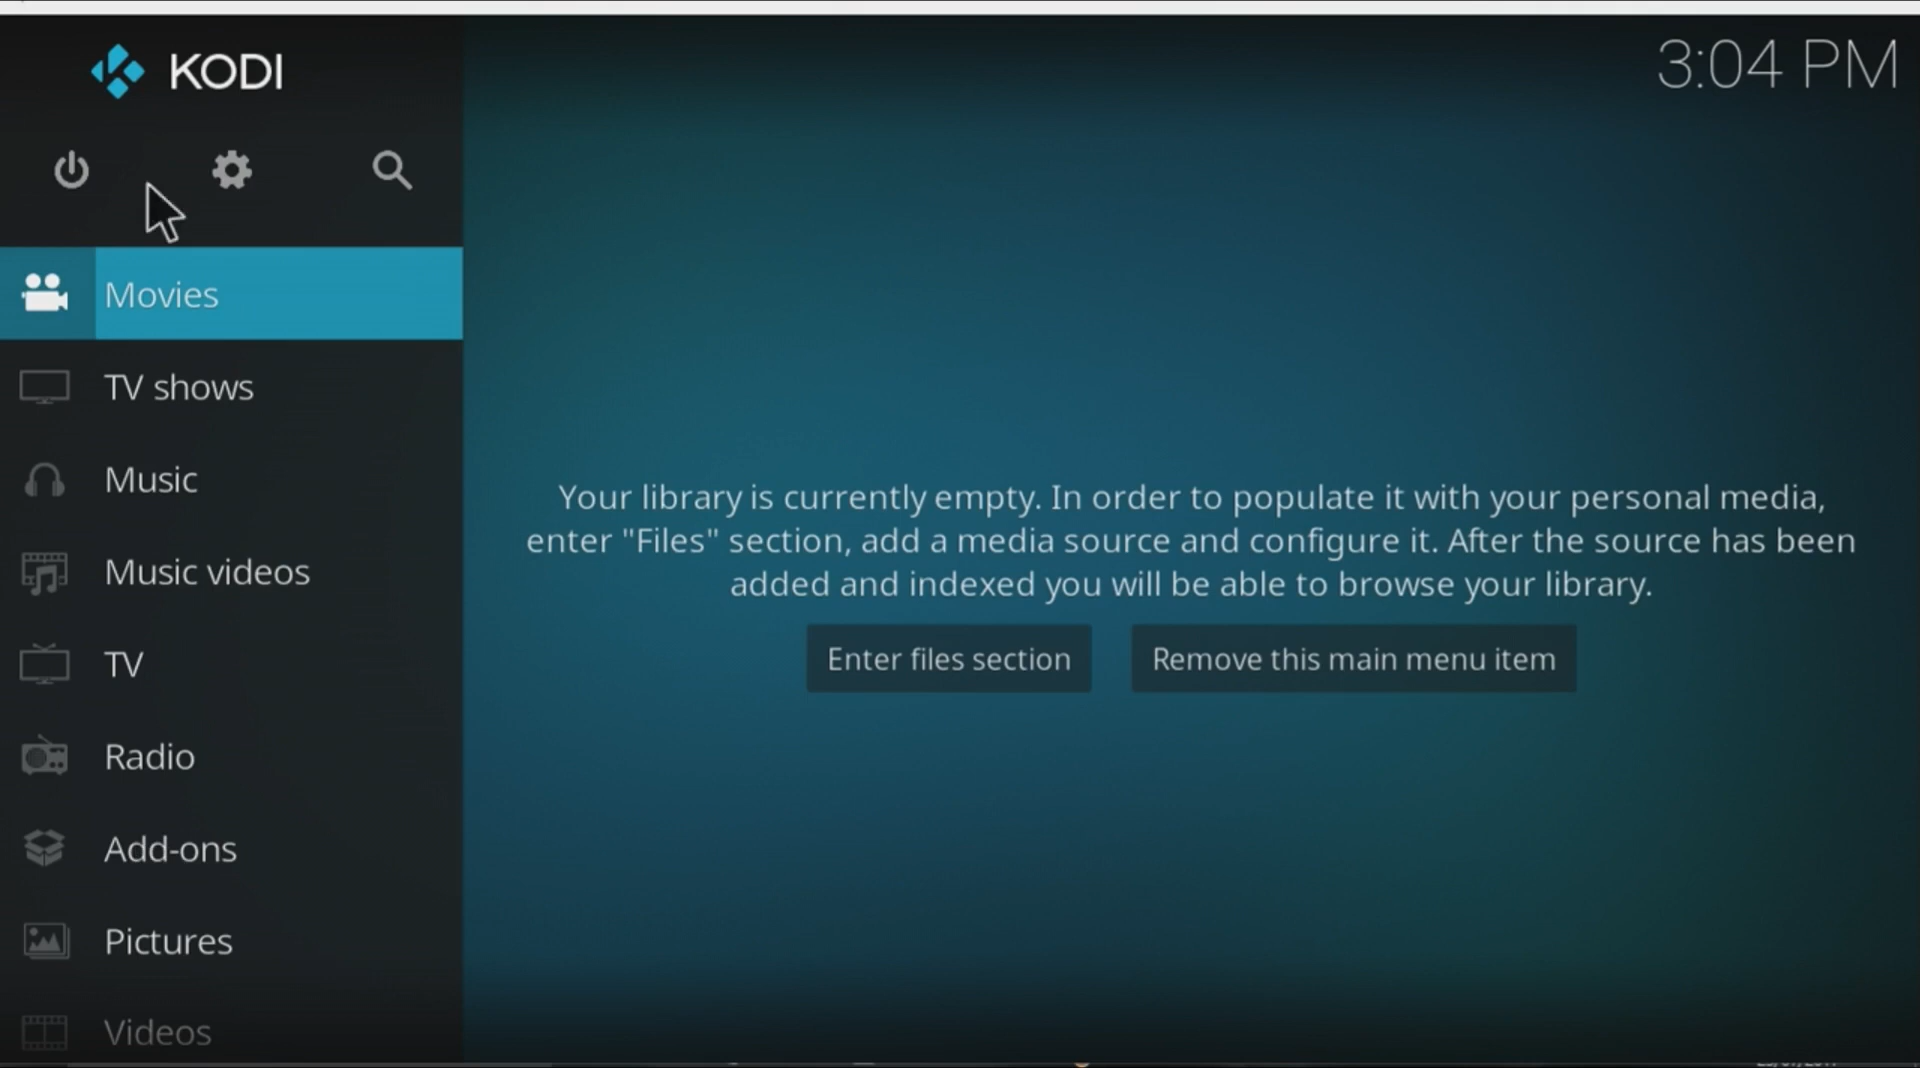 KODI
3:04 PM
Movies
TV shows
Music
Music videos
TV
Radio
Add-ons
Pictures
Videos
Your library is currently empty. In order to populate it with your personal media,
enter "Files" section, add a media source and configure it. After the source has been
added and indexed you will be able to browse your library.
Enter files section
Remove this main menu item